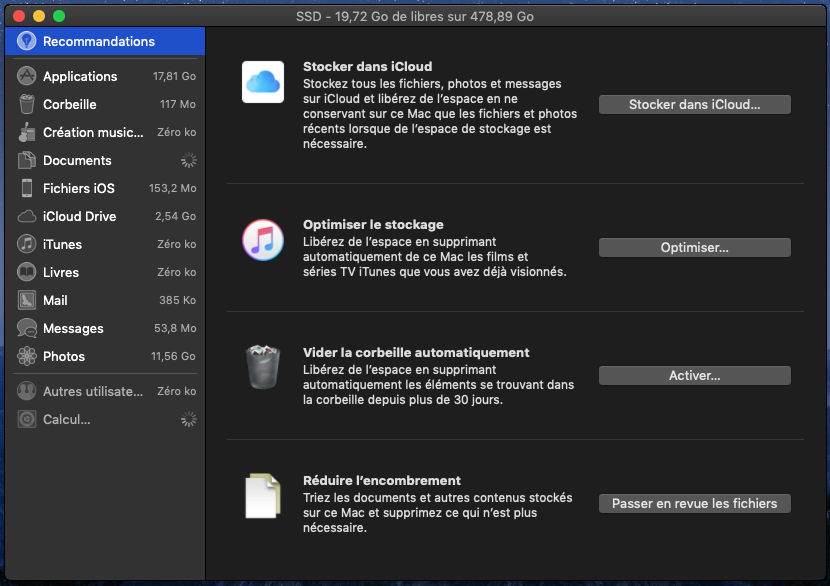 SSD - 19,72 Go de libres sur 478,89 Go
Recommandations
Applications 17,81 Go
Corbeille 117 Mo
Création music... Zéro ko
Documents
Fichiers iOS 153,2 Mo
iCloud Drive 2,54 Go
iTunes Zéro ko
Livres Zéro ko
Mail 385 Ko
Messages 53,8 Mo
Photos 11,56 Go
Autres utilisate... Zéro ko
Calcul...
Stocker dans iCloud
Stockez tous les fichiers, photos et messages
sur iCloud et libérez de l'espace en ne
conservant sur ce Mac que les fichiers et photos
récents lorsque de l'espace de stockage est
nécessaire.
Stocker dans iCloud...
Optimiser le stockage
Libérez de l'espace en supprimant
automatiquement de ce Mac les films et
séries TV iTunes que vous avez déjà visionnés.
Optimiser...
Vider la corbeille automatiquement
Libérez de l'espace en supprimant
automatiquement les éléments se trouvant dans
la corbeille depuis plus de 30 jours.
Activer...
Réduire l'encombrement
Triez les documents et autres contenus stockés
sur ce Mac et supprimez ce qui n'est plus
nécessaire.
Passer en revue les fichiers